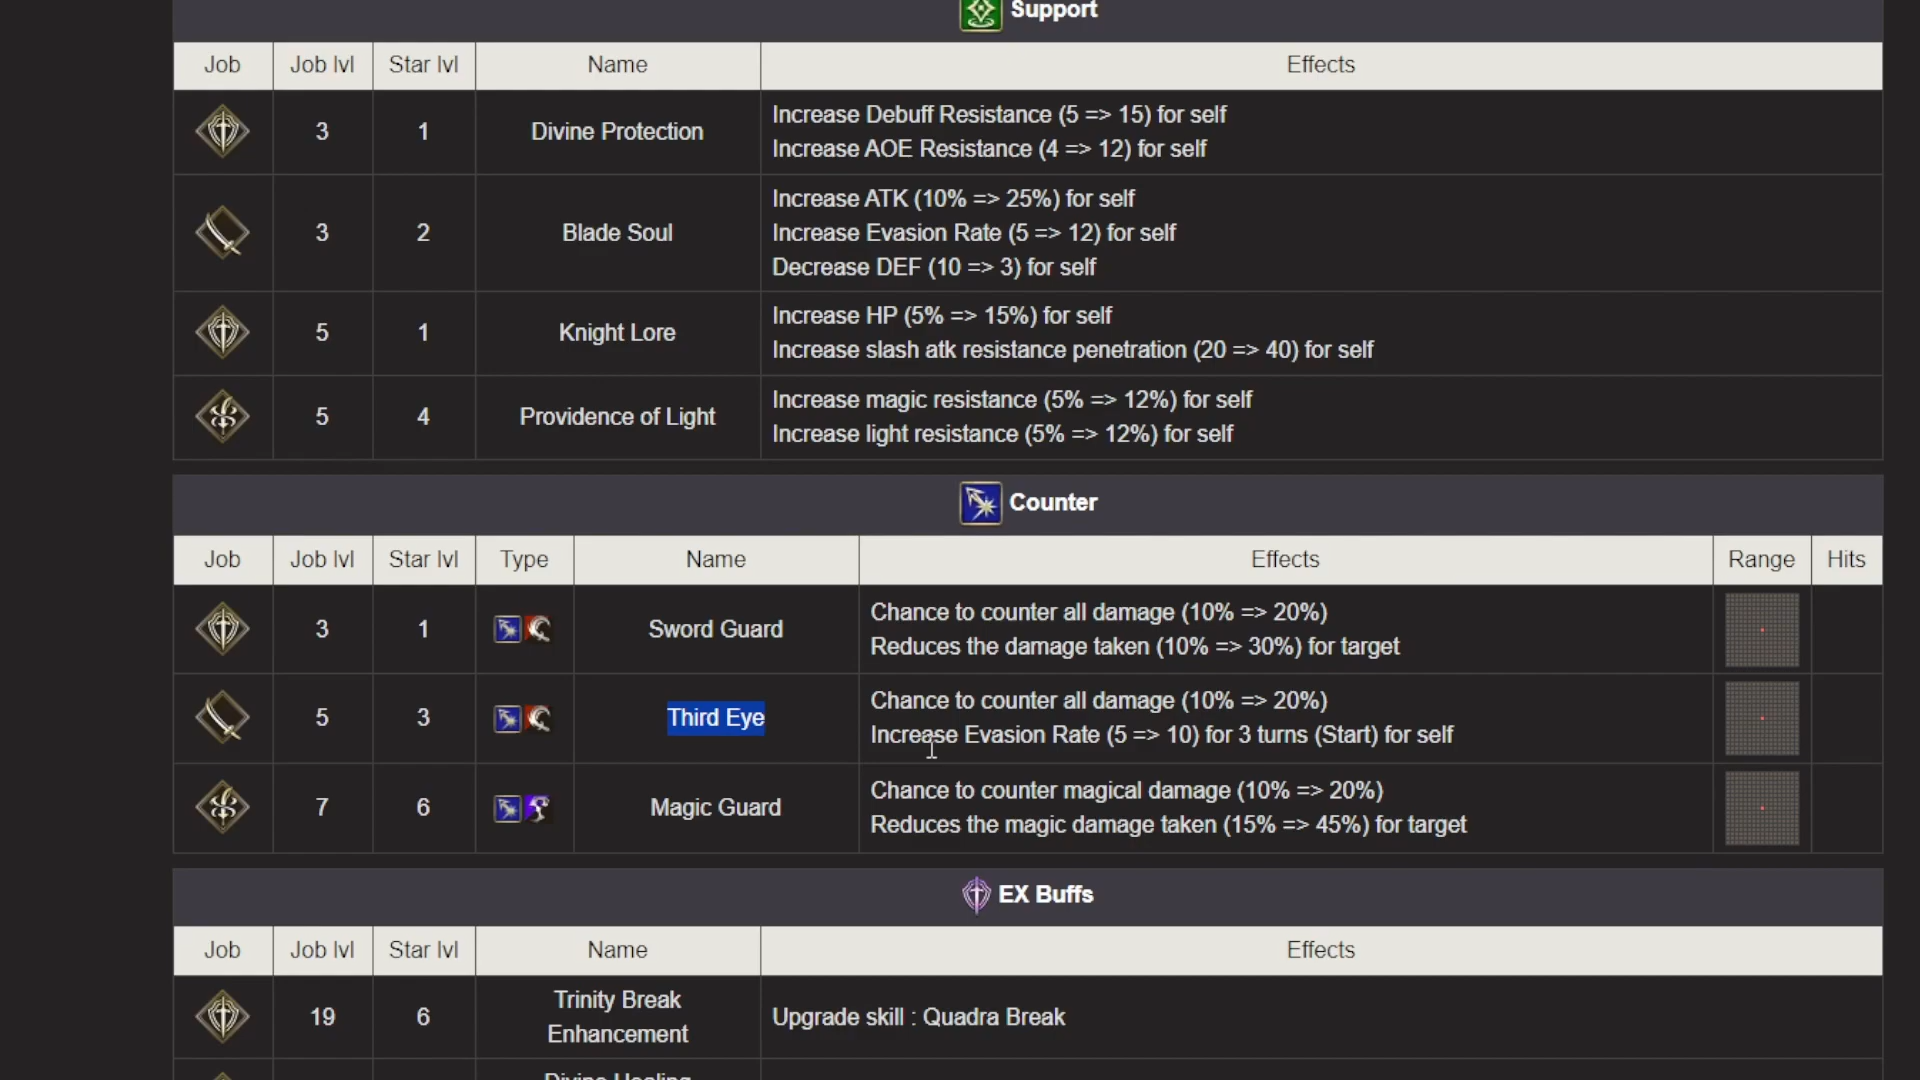 Support
Job Job lvl Star lvl Name Effects
3 1 Divine Protection Increase Debuff Resistance (5 => 15) for self
Increase AOE Resistance (4 => 12) for self
3 2 Blade Soul Increase ATK (10% => 25%) for self
Increase Evasion Rate (5 => 12) for self
Decrease DEF (10 => 3) for self
5 1 Knight Lore Increase HP (5% => 15%) for self
Increase slash atk resistance penetration (20 => 40) for self
5 4 Providence of Light Increase magic resistance (5% => 12%) for self
Increase light resistance (5% => 12%) for self
Counter
Job Job lvl Star lvl Type Name Effects Range Hits
3 1 Sword Guard Chance to counter all damage (10% => 20%)
Reduces the damage taken (10% => 30%) for target
5 3 Third Eye Chance to counter all damage (10% => 20%)
Increase Evasion Rate (5 => 10) for 3 turns (Start) for self
7 6 Magic Guard Chance to counter magical damage (10% => 20%)
Reduces the magic damage taken (15% => 45%) for target
EX Buffs
Job Job lvl Star lvl Name Effects
19 6 Trinity Break Enhancement Upgrade skill : Quadra Break
Divine Healing